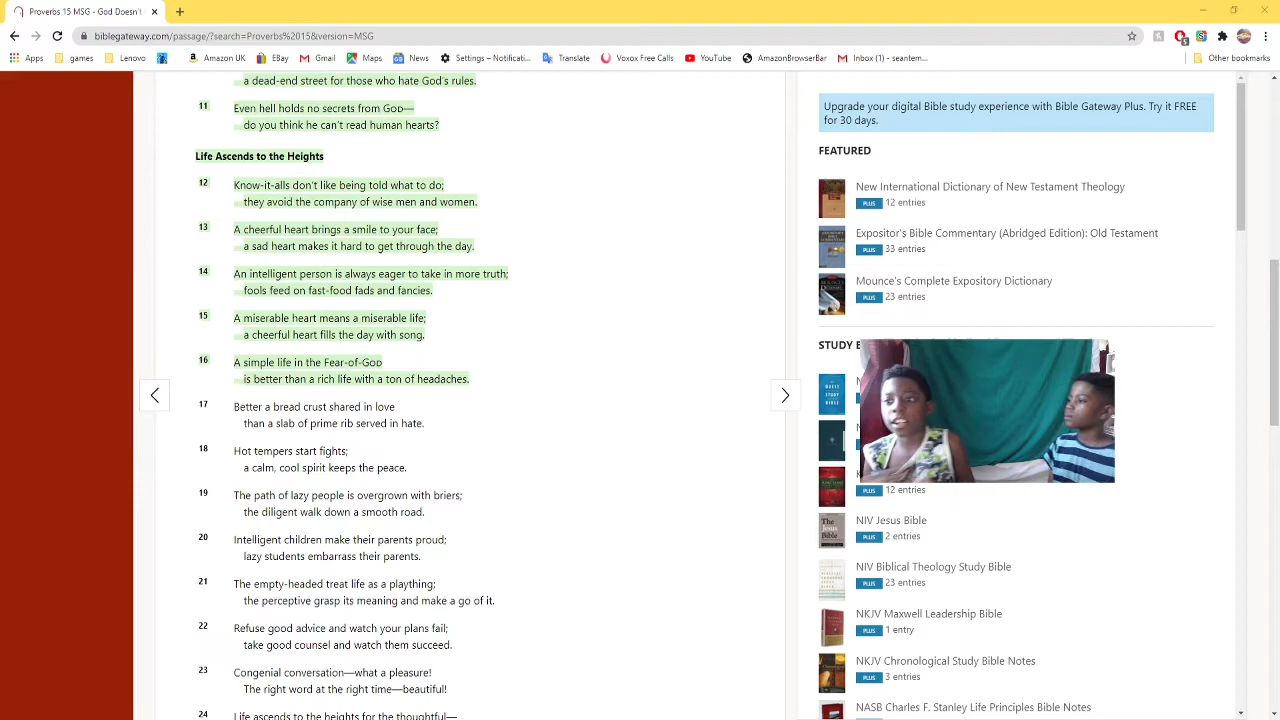 Proverbs 15 MSG - God Doesn't
biblegateway.com/passage/?search=Proverbs%2015&version=MSG
Apps games Lenovo Amazon UK EBay Gmail Maps News Settings – Notificati... Translate Voxox Free Calls YouTube AmazonBrowserBar Inbox (1) - seantem... Other bookmarks
a dead-end street for those who hate God's rules.
11 Even hell holds no secrets from GOD—
do you think he can't read human hearts?
Life Ascends to the Heights
12 Know-it-alls don't like being told what to do;
they avoid the company of wise men and women.
13 A cheerful heart brings a smile to your face;
a sad heart makes it hard to get through the day.
14 An intelligent person is always eager to take in more truth;
fools feed on fast-food fads and fancies.
15 A miserable heart means a miserable life;
a cheerful heart fills the day with song.
16 A simple life in the Fear-of-GOD
is better than a rich life with a ton of headaches.
17 Better a bread crust shared in love
than a slab of prime rib served in hate.
18 Hot tempers start fights;
a calm, cool spirit keeps the peace.
19 The path of lazy people is overgrown with briers;
the diligent walk down a smooth road.
20 Intelligent children make their parents proud;
lazy students embarrass their parents.
21 The empty-headed treat life as a plaything;
the perceptive grasp its meaning and make a go of it.
22 Refuse good advice and watch your plans fail;
take good counsel and watch them succeed.
23 Congenial conversation—what a pleasure!
The right word at the right time—beautiful!
24 Life ascends to the heights for the thoughtful—
Upgrade your digital Bible study experience with Bible Gateway Plus. Try it FREE
for 30 days.
FEATURED
New International Dictionary of New Testament Theology
PLUS 12 entries
Expositor's Bible Commentary (Abridged Edition): Old Testament
PLUS 33 entries
Mounce's Complete Expository Dictionary
PLUS 23 entries
STUDY B
PLUS 12 entries
NIV Jesus Bible
PLUS 2 entries
NIV Biblical Theology Study Bible
PLUS 23 entries
NKJV Maxwell Leadership Bible
PLUS 1 entry
NKJV Chronological Study Bible Notes
PLUS 3 entries
NASB Charles F. Stanley Life Principles Bible Notes